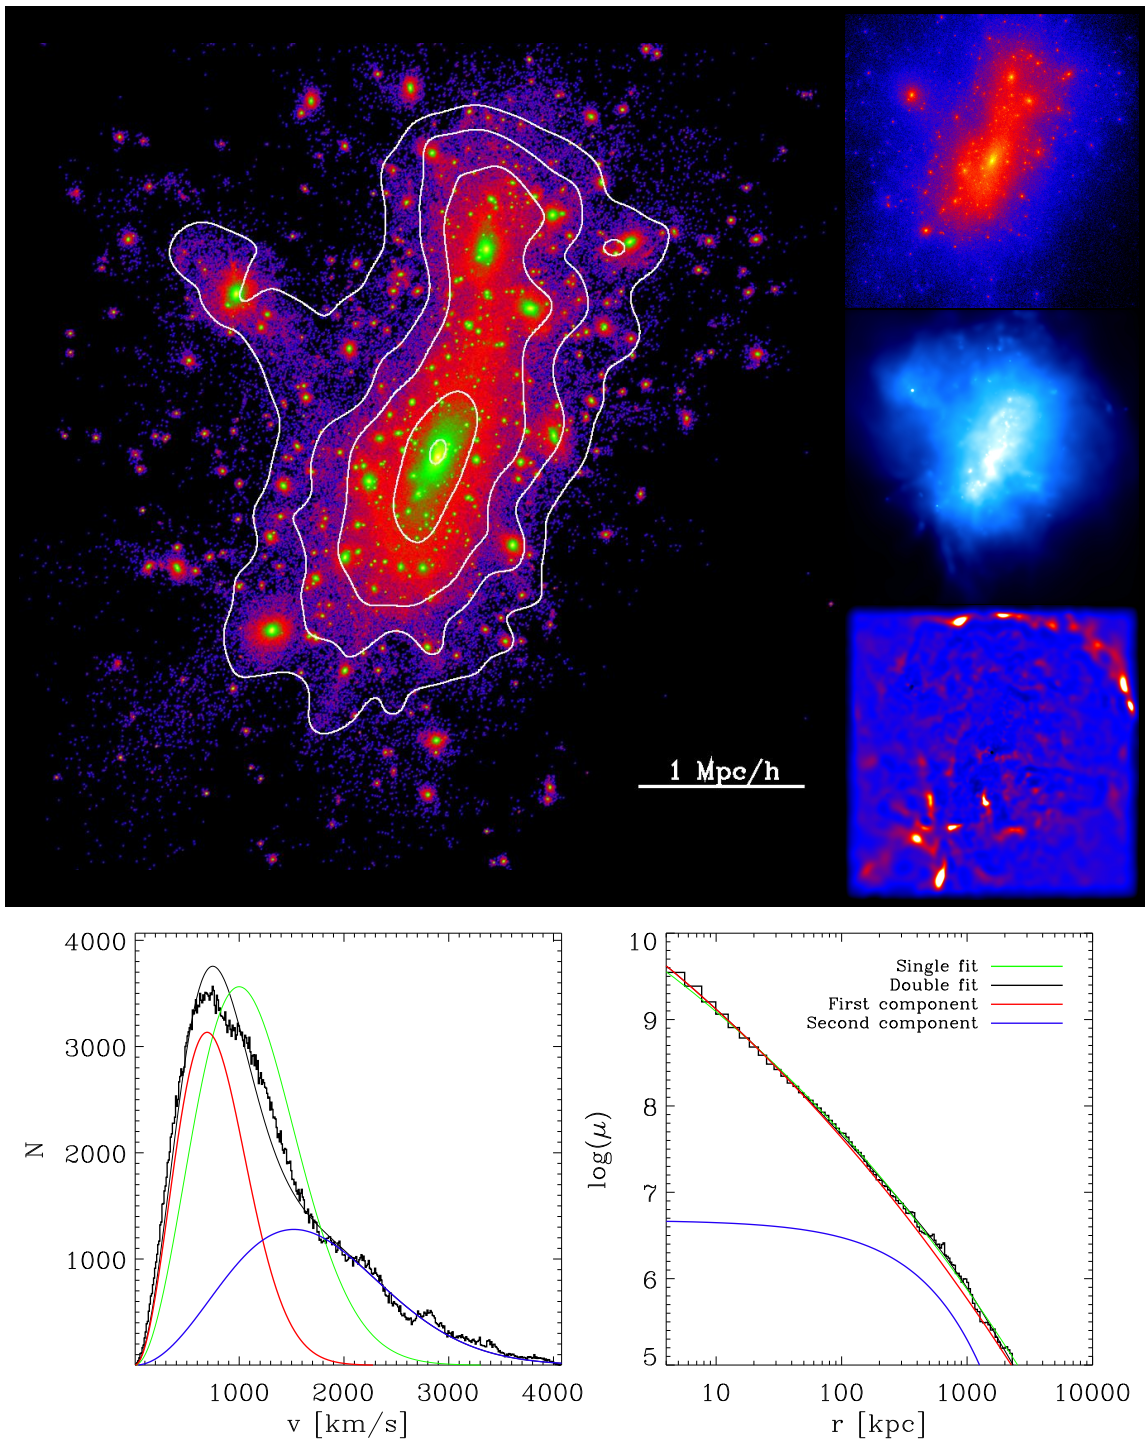 1 Mpc/h
4000
3000
2000
1000
N
1000 2000 3000 4000
v [km/s]
10
9
8
7
6
5
log(μ)
Single fit
Double fit
First component
Second component
10 100 1000 10000
r [kpc]